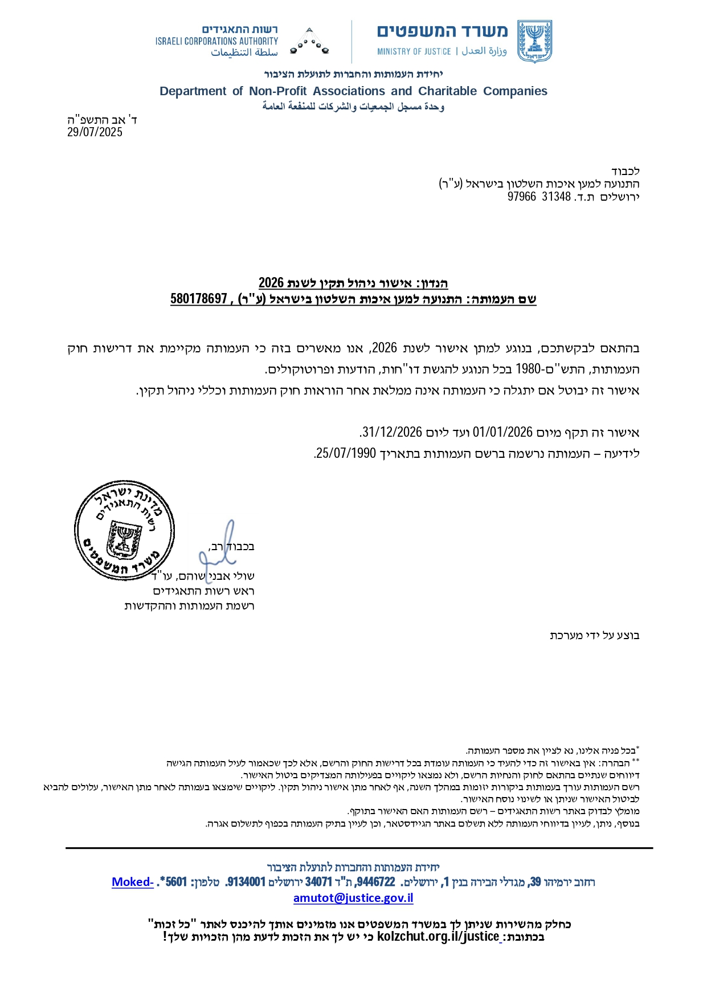 משרד המשפטים
MINISTRY OF JUSTICE | وزارة العدل
רשות התאגידים
ISRAELI CORPORATIONS AUTHORITY
سلطة التنظيمات
יחידת העמותות והחברות לתועלת הציבור
Department of Non-Profit Associations and Charitable Companies
وحدة مسجل الجمعيات والشركات للمنفعة العامة
ד' אב התשפ"ה
29/07/2025
לכבוד
התנועה למען איכות השלטון בישראל (ע"ר)
ירושלים ת.ד. 31348 97966
הנדון: אישור ניהול תקין לשנת 2026
שם העמותה: התנועה למען איכות השלטון בישראל (ע"ר) , 580178697
בהתאם לבקשתכם, בנוגע למתן אישור לשנת 2026, אנו מאשרים בזה כי העמותה מקיימת את דרישות חוק
העמותות, התש"ם-1980 בכל הנוגע להגשת דו"חות, הודעות ופרוטוקולים.
אישור זה יבוטל אם יתגלה כי העמותה אינה ממלאת אחר הוראות חוק העמותות וכללי ניהול תקין.
אישור זה תקף מיום 01/01/2026 ועד ליום 31/12/2026.
לידיעה – העמותה נרשמה ברשם העמותות בתאריך 25/07/1990.
מדינת ישראל
רשות התאגידים
משרד המשפטים
בכבוד רב,
שולי אבני שוהם, עו"ד
ראש רשות התאגידים
רשמת העמותות וההקדשות
בוצע על ידי מערכת
*בכל פניה אלינו, נא לציין את מספר העמותה.
** הבהרה: אין באישור זה כדי להעיד כי העמותה עומדת בכל דרישות החוק והרשם, אלא לכך שכאמור לעיל העמותה הגישה
דיווחים שנתיים בהתאם לחוק והנחיות הרשם, ולא נמצאו ליקויים בפעילותה המצדיקים ביטול האישור.
רשם העמותות עורך בעמותות ביקורות יזומות במהלך השנה, אף לאחר מתן אישור ניהול תקין. ליקויים שימצאו בעמותה לאחר מתן האישור, עלולים להביא
לביטול האישור שניתן או לשינוי נוסח האישור.
מומלץ לבדוק באתר רשות התאגידים – רשם העמותות האם האישור בתוקף.
בנוסף, ניתן, לעיין בדיווחי העמותה ללא תשלום באתר הגיידסטאר, וכן לעיין בתיק העמותה בכפוף לתשלום אגרה.
יחידת העמותות והחברות לתועלת הציבור
רחוב ירמיהו 39, מגדלי הבירה בנין 1, ירושלים. 9446722, ת"ד 34071 ירושלים 9134001. טלפון: 5601*. Moked-
amutot@justice.gov.il
כחלק מהשירות שניתן לך במשרד המשפטים אנו מזמינים אותך להיכנס לאתר "כל זכות"
בכתובת: kolzchut.org.il/justice כי יש לך את הזכות לדעת מהן הזכויות שלך!